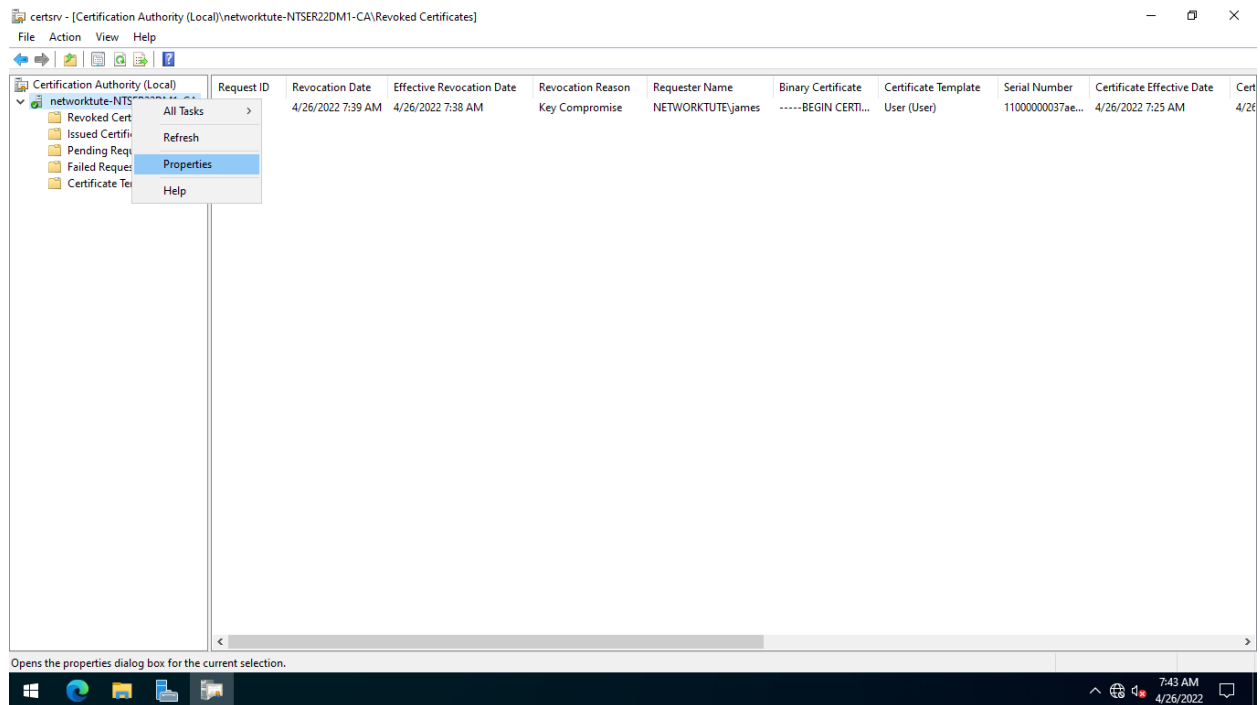 certsrv - [Certification Authority (Local)\networktute-NTSER22DM1-CA\Revoked Certificates]
File Action View Help
Certification Authority (Local)
Request ID Revocation Date Effective Revocation Date Revocation Reason Requester Name Binary Certificate Certificate Template Serial Number Certificate Effective Date Cert
networktute-NTSER22DM1-CA
4/26/2022 7:39 AM 4/26/2022 7:38 AM Key Compromise NETWORKTUTE\james -----BEGIN CERTI... User (User) 11000000037ae... 4/26/2022 7:25 AM 4/26
Revoked Cert
Issued Certifi
Pending Requ
Failed Reques
Certificate Te
All Tasks
Refresh
Properties
Help
Opens the properties dialog box for the current selection.
7:43 AM
4/26/2022